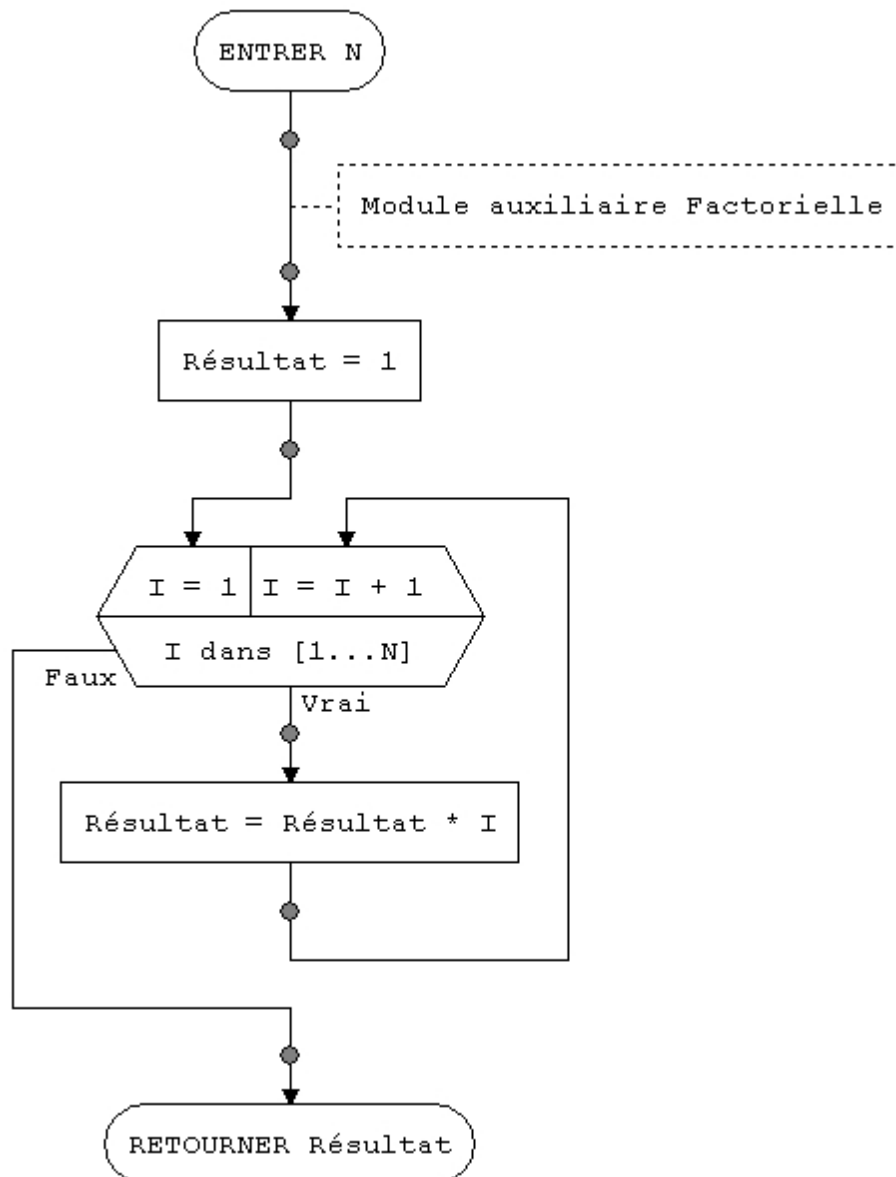 ENTRER N
Module auxiliaire Factorielle
Résultat = 1
I = 1
I = I + 1
I dans [1...N]
Faux
Vrai
Résultat = Résultat * I
RETOURNER Résultat